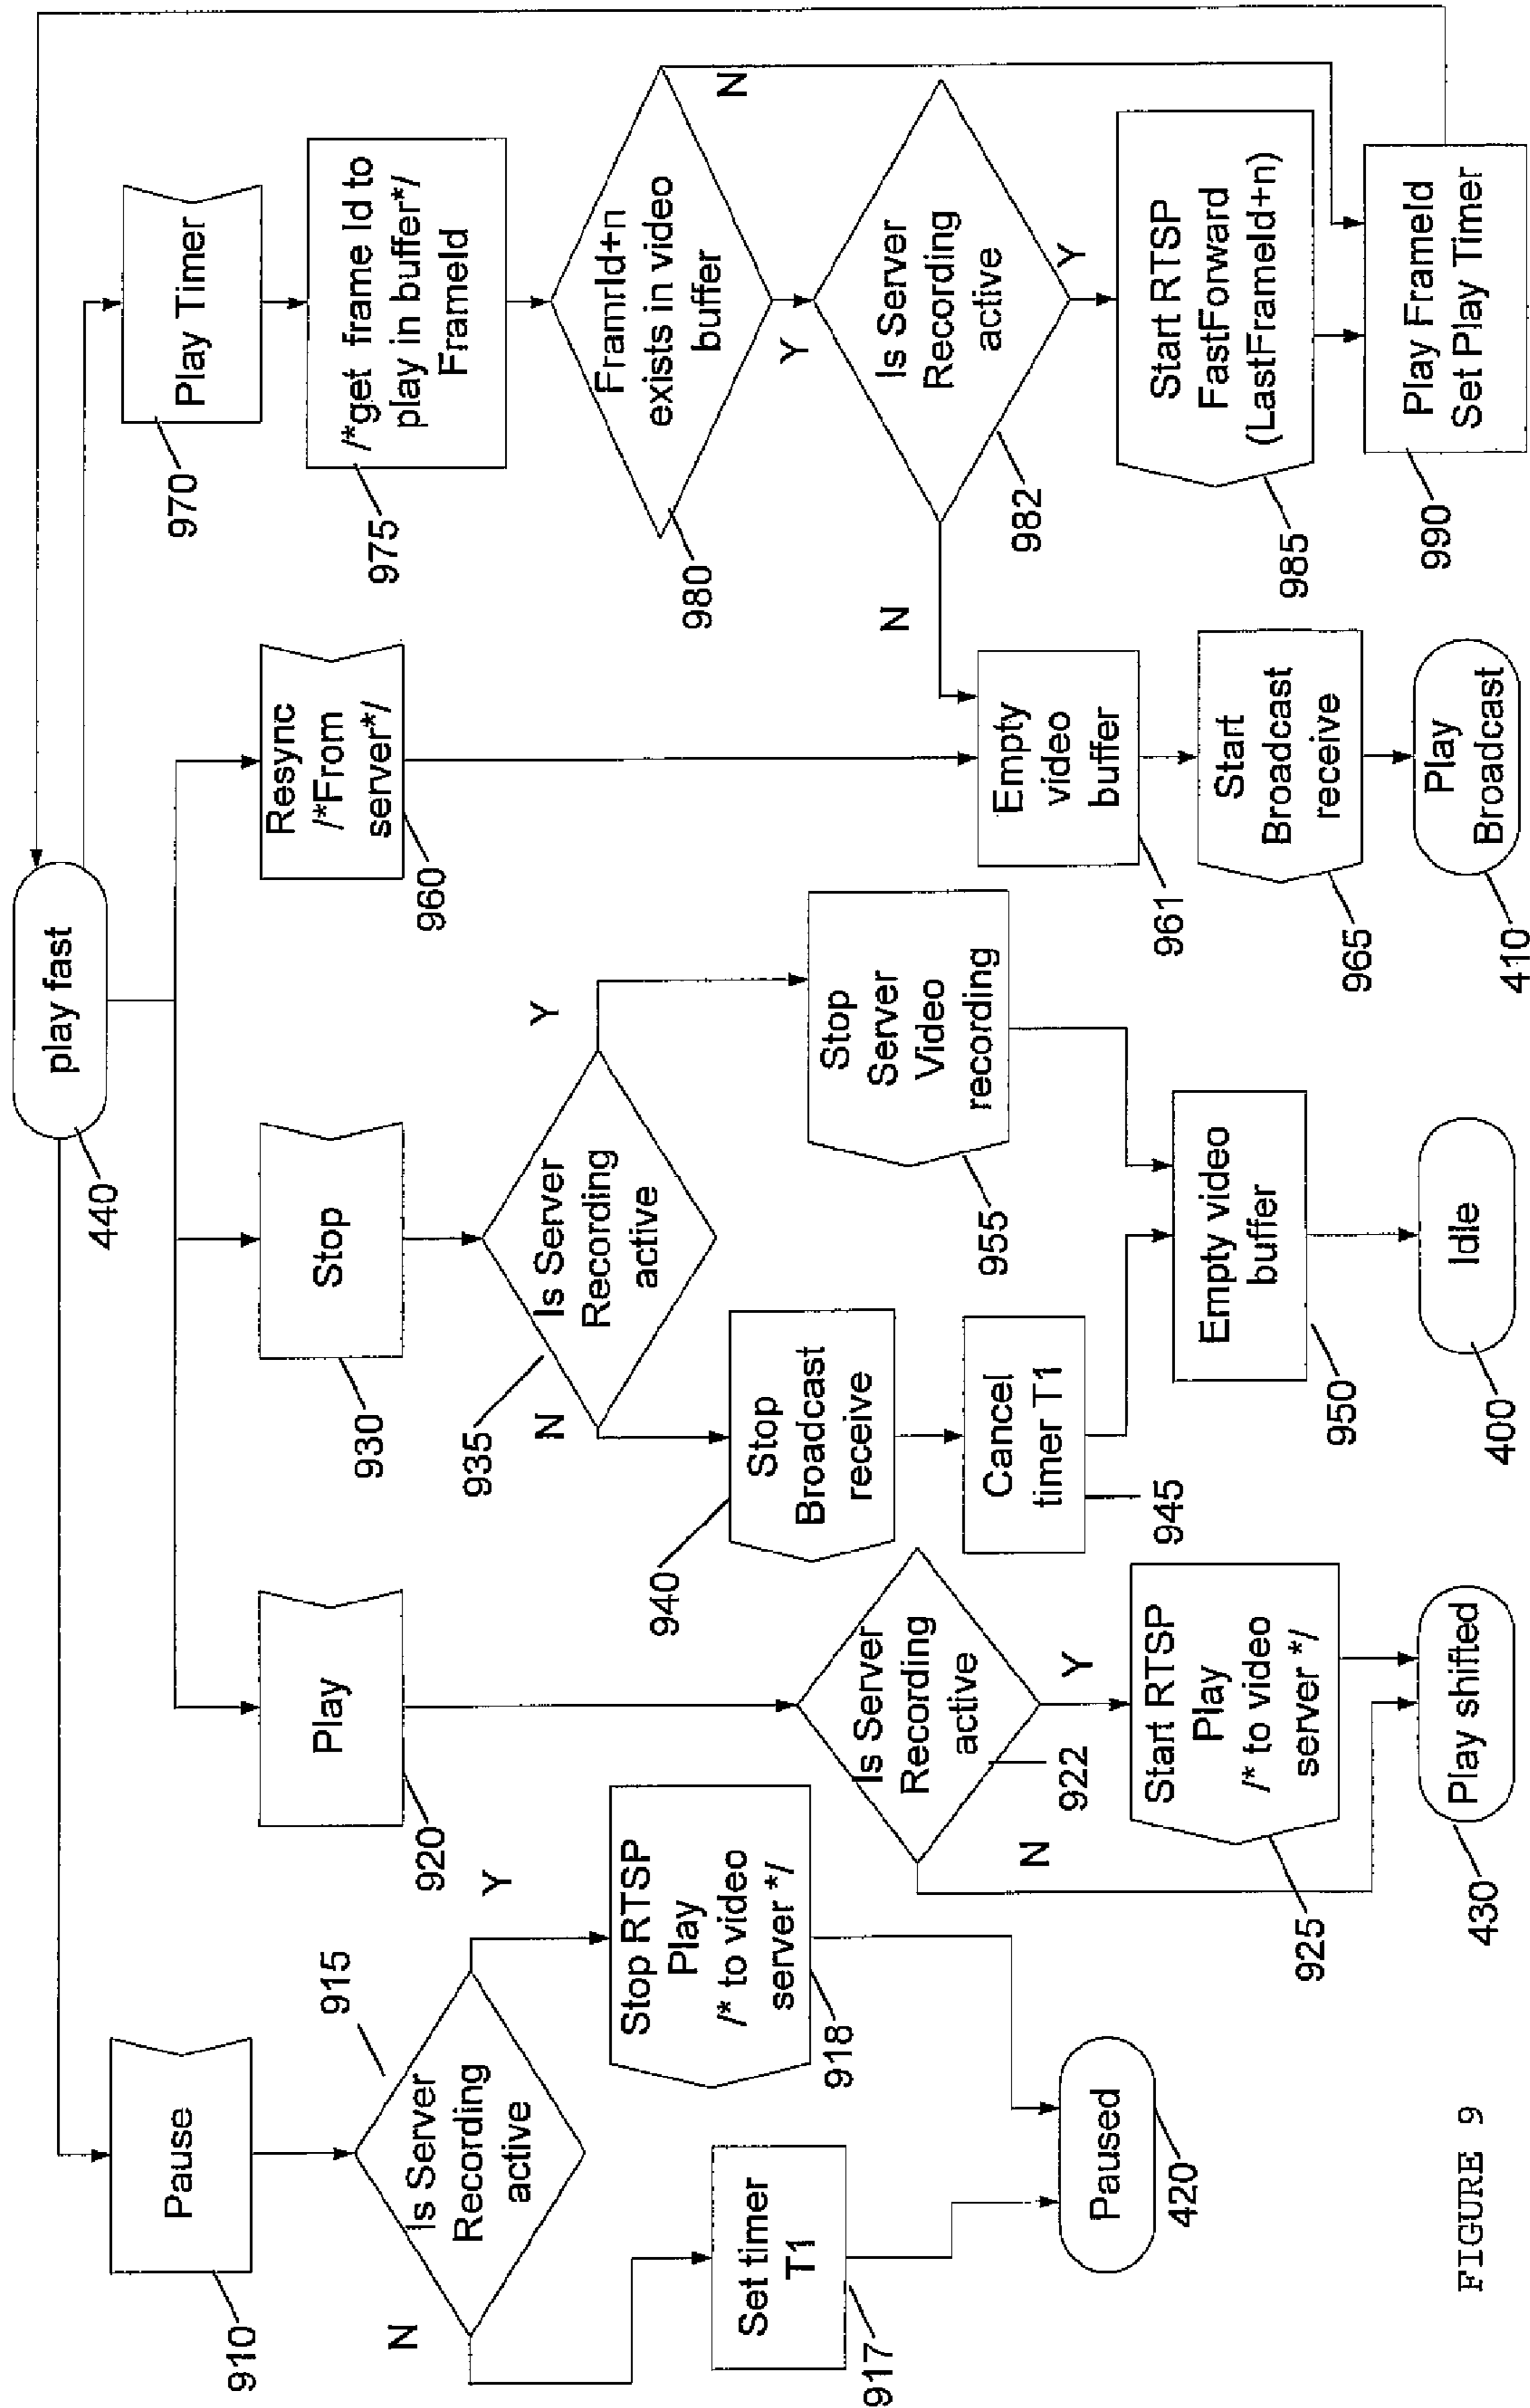 play fast
440
Pause
910
Is Server
Recording
active
915
N
Y
Set timer
T1
917
Stop RTSP
Play
/* to video
server */
918
Paused
420
Play
920
Is Server
Recording
active
922
N
Y
Start RTSP
Play
/* to video
server */
925
Play shifted
430
Stop
930
Is Server
Recording
active
935
N
Y
Stop
Broadcast
receive
940
Cancel
timer T1
945
Stop
Server
Video
recording
955
Empty video
buffer
950
Idle
400
Resync
/*From
server*/
960
Empty
video
buffer
961
Start
Broadcast
receive
965
Play
Broadcast
410
Play Timer
970
/*get frame Id to
play in buffer*/
FrameId
975
FramrId+n
exists in video
buffer
980
N
Y
Is Server
Recording
active
982
N
Y
Start RTSP
FastForward
(LastFrameId+n)
985
Play FrameId
Set Play Timer
990
FIGURE 9